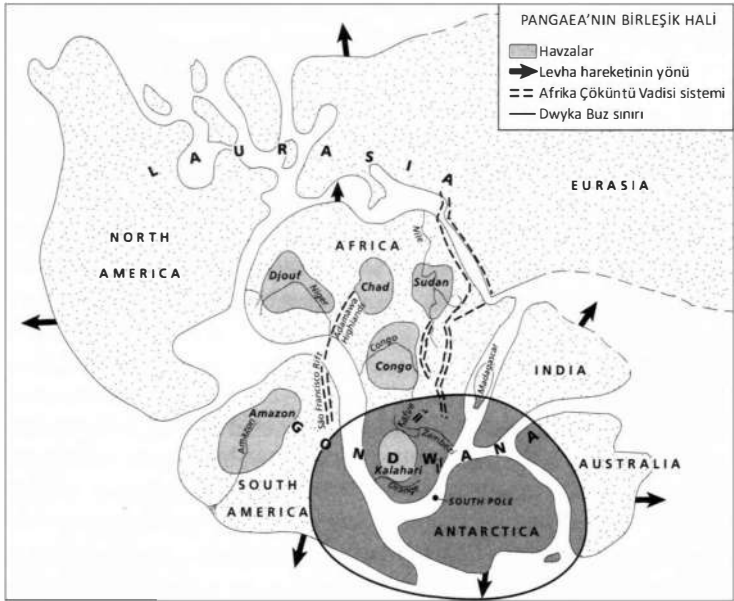 PANGAEA'NIN BİRLEŞİK HALİ
Havzalar
Levha hareketinin yönü
Afrika Çöküntü Vadisi sistemi
Dwyka Buz sınırı
LAURASIA
EURASIA
NORTH
AMERICA
AFRICA
Nile
Djouf
Niger
Chad
Sudan
Adamawa
Highlands
Congo
Congo
São Francisco Rift
Madagascar
INDIA
Amazon
Amazon
GONDWANA
Kafue
Zambezi
Kalahari
Orange
SOUTH
AMERICA
SOUTH POLE
AUSTRALIA
ANTARCTICA